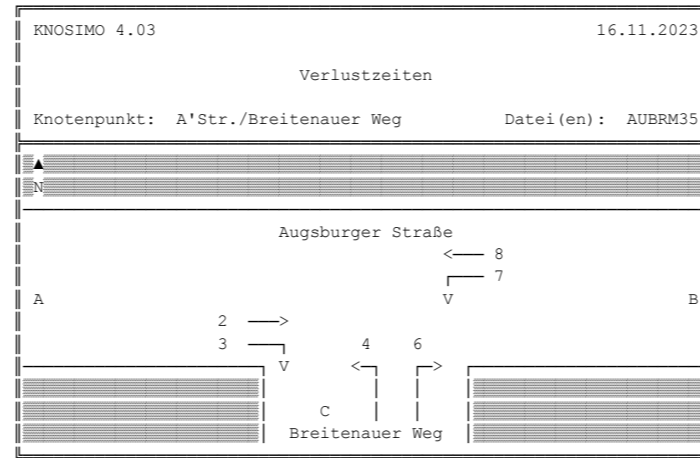 KNOSIMO 4.03 16.11.2023
Verlustzeiten
Knotenpunkt: A'Str./Breitenauer Weg Datei(en): AUBRM35
N
Augsburger Straße
8
7
A V B
2
3 4 6
V
C
Breitenauer Weg